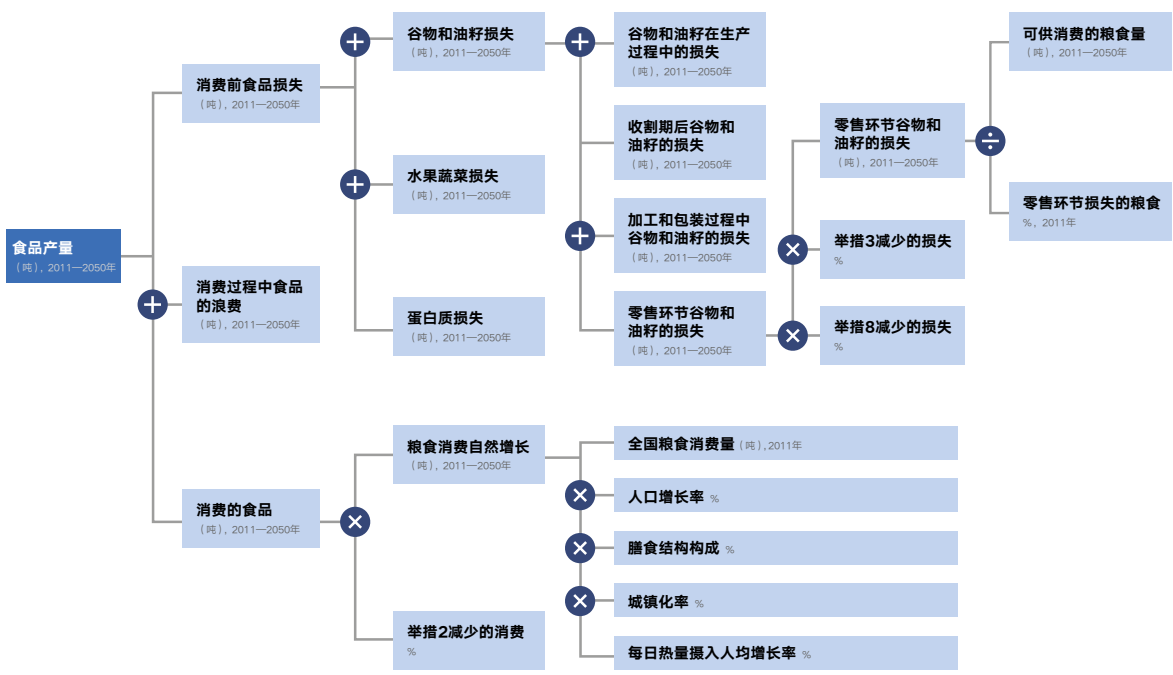 食品产量
（吨），2011—2050年
消费前食品损失
（吨），2011—2050年
消费过程中食品
的浪费
（吨），2011—2050年
消费的食品
（吨），2011—2050年
谷物和油籽损失
（吨），2011—2050年
水果蔬菜损失
（吨），2011—2050年
蛋白质损失
（吨），2011—2050年
粮食消费自然增长
（吨），2011—2050年
举措2减少的消费
%
谷物和油籽在生产
过程中的损失
（吨），2011—2050年
收割期后谷物和
油籽的损失
（吨），2011—2050年
加工和包装过程中
谷物和油籽的损失
（吨），2011—2050年
零售环节谷物和
油籽的损失
（吨），2011—2050年
全国粮食消费量（吨）,2011年
人口增长率 %
膳食结构构成 %
城镇化率 %
每日热量摄入人均增长率 %
零售环节谷物和
油籽的损失
（吨），2011—2050年
举措3减少的损失
%
举措8减少的损失
%
可供消费的粮食量
（吨），2011—2050年
零售环节损失的粮食
%，2011年